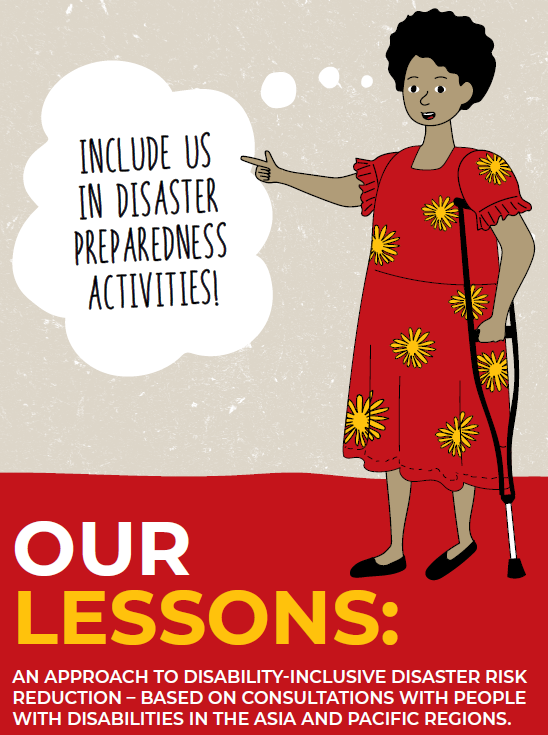 INCLUDE US
IN DISASTER
PREPAREDNESS
ACTIVITIES!
OUR
LESSONS:
AN APPROACH TO DISABILITY-INCLUSIVE DISASTER RISK
REDUCTION – BASED ON CONSULTATIONS WITH PEOPLE
WITH DISABILITIES IN THE ASIA AND PACIFIC REGIONS.